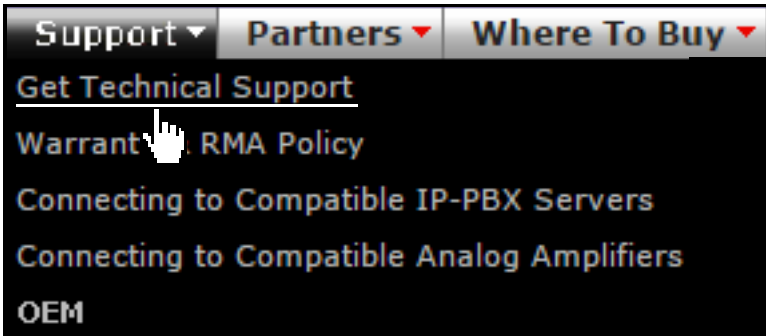 Support Partners Where To Buy
Get Technical Support
Warrant RMA Policy
Connecting to Compatible IP-PBX Servers
Connecting to Compatible Analog Amplifiers
OEM